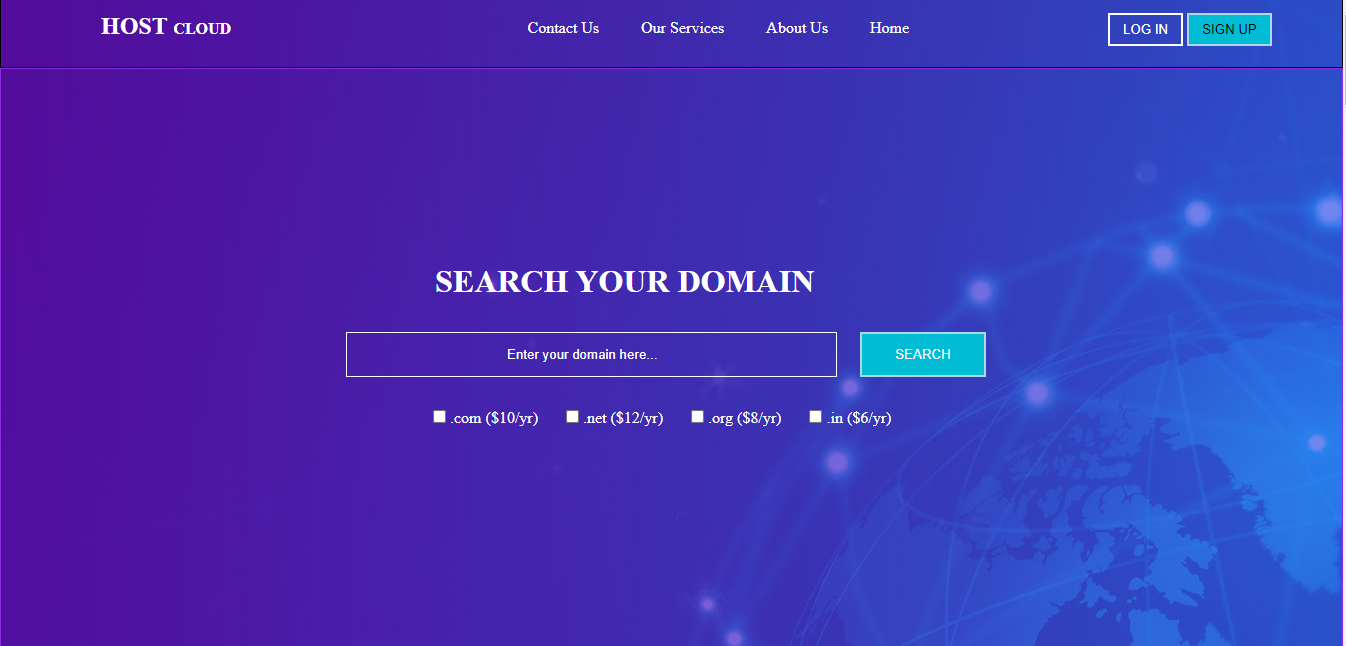 HOST CLOUD
Contact Us
Our Services
About Us
Home
LOG IN
SIGN UP
SEARCH YOUR DOMAIN
Enter your domain here...
SEARCH
.com ($10/yr)
.net ($12/yr)
.org ($8/yr)
.in ($6/yr)